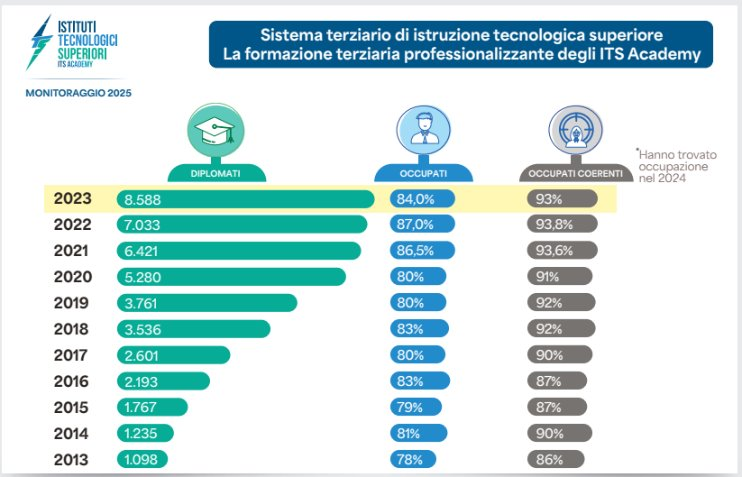 ISTITUTI
TECNOLOGICI
SUPERIORI
ITS ACADEMY
MONITORAGGIO 2025
Sistema terziario di istruzione tecnologica superiore
La formazione terziaria professionalizzante degli ITS Academy
DIPLOMATI OCCUPATI OCCUPATI COERENTI
*Hanno trovato
occupazione
nel 2024
2023 8.588 84,0% 93%
2022 7.033 87,0% 93,8%
2021 6.421 86,5% 93,6%
2020 5.280 80% 91%
2019 3.761 80% 92%
2018 3.536 83% 92%
2017 2.601 80% 90%
2016 2.193 83% 87%
2015 1.767 79% 87%
2014 1.235 81% 90%
2013 1.098 78% 86%